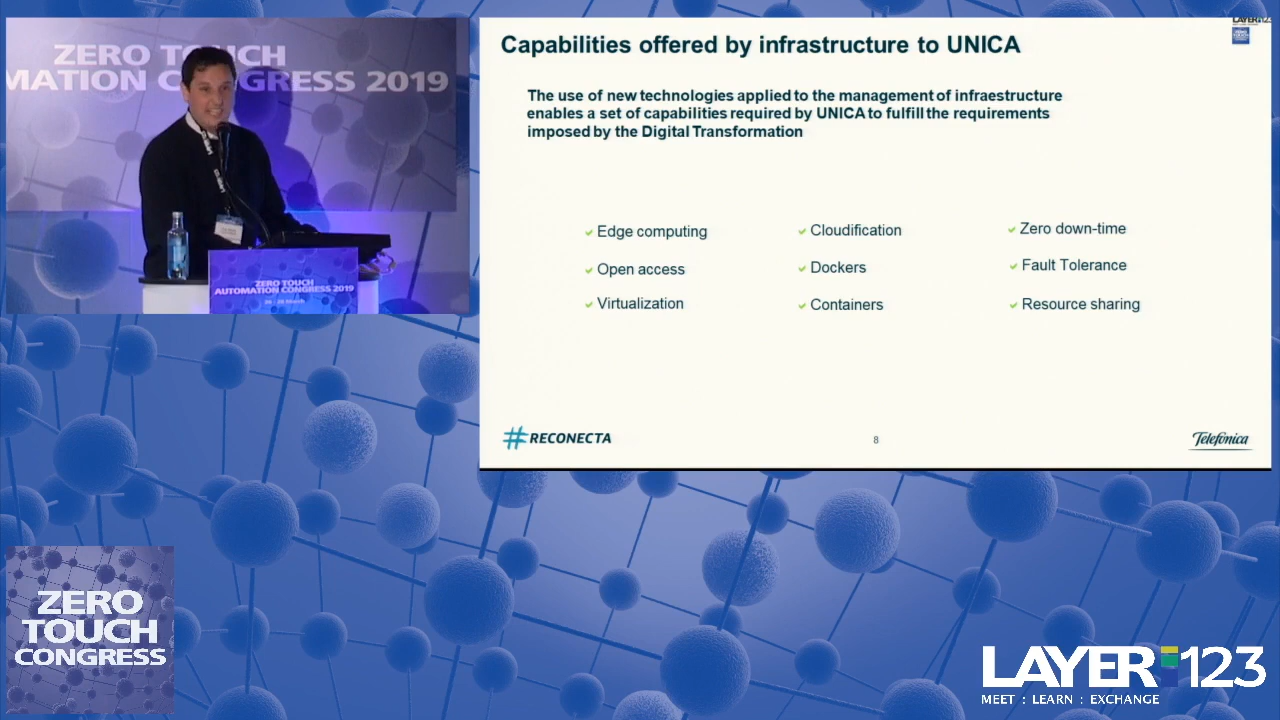 ZERO TOUCH
MATION CONGRESS 2019
ZERO TOUCH
AUTOMATION CONGRESS 2019
Capabilities offered by infrastructure to UNICA
LAYER123
The use of new technologies applied to the management of infraestructure
enables a set of capabilities required by UNICA to fulfill the requirements
imposed by the Digital Transformation
Edge computing
Open access
Virtualization
Cloudification
Dockers
Containers
Zero down-time
Fault Tolerance
Resource sharing
#RECONECTA
8
Telefónica
ZERO
TOUCH
CONGRESS
LAYER123
MEET : LEARN : EXCHANGE